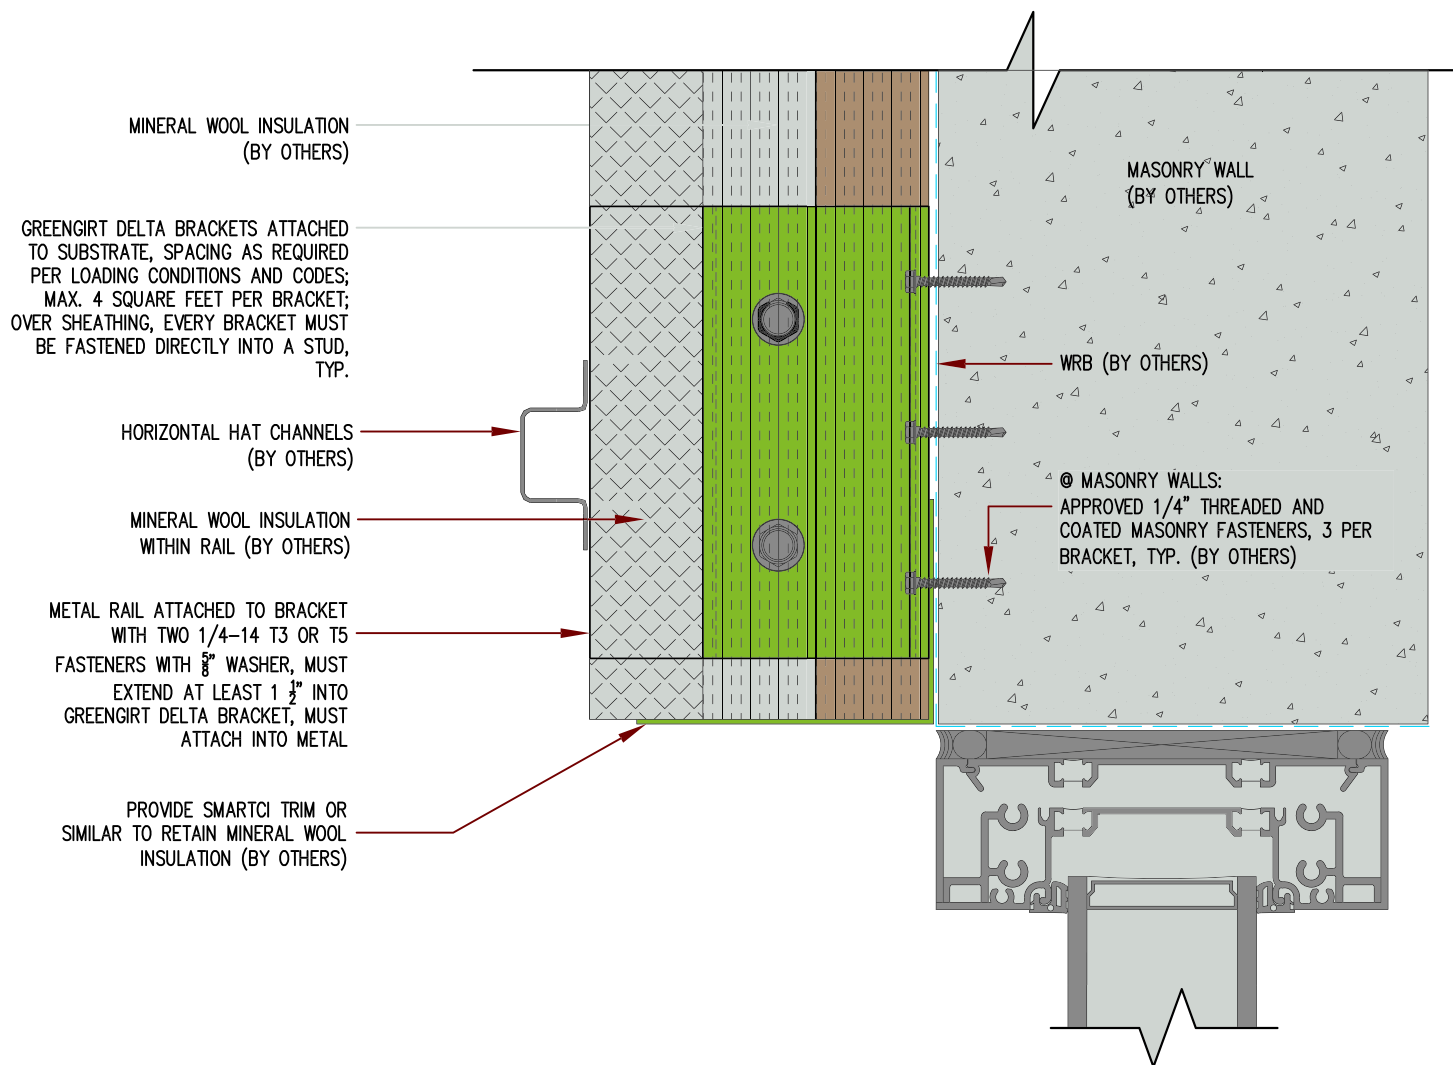 MINERAL WOOL INSULATION
(BY OTHERS)
GREENGIRT DELTA BRACKETS ATTACHED
TO SUBSTRATE, SPACING AS REQUIRED
PER LOADING CONDITIONS AND CODES;
MAX. 4 SQUARE FEET PER BRACKET;
OVER SHEATHING, EVERY BRACKET MUST
BE FASTENED DIRECTLY INTO A STUD,
TYP.
HORIZONTAL HAT CHANNELS
(BY OTHERS)
MINERAL WOOL INSULATION
WITHIN RAIL (BY OTHERS)
METAL RAIL ATTACHED TO BRACKET
WITH TWO 1/4–14 T3 OR T5
FASTENERS WITH 5/8" WASHER, MUST
EXTEND AT LEAST 1 1/2" INTO
GREENGIRT DELTA BRACKET, MUST
ATTACH INTO METAL
PROVIDE SMARTCI TRIM OR
SIMILAR TO RETAIN MINERAL WOOL
INSULATION (BY OTHERS)
MASONRY WALL
(BY OTHERS)
WRB (BY OTHERS)
@ MASONRY WALLS:
APPROVED 1/4" THREADED AND
COATED MASONRY FASTENERS, 3 PER
BRACKET, TYP. (BY OTHERS)